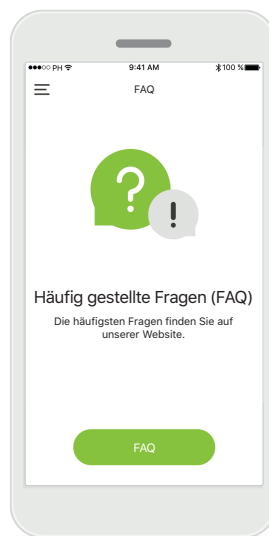 ●●●○○ PH 9:41 AM 100 %
FAQ
?
!
Häufig gestellte Fragen (FAQ)
Die häufigsten Fragen finden Sie auf
unserer Website.
FAQ